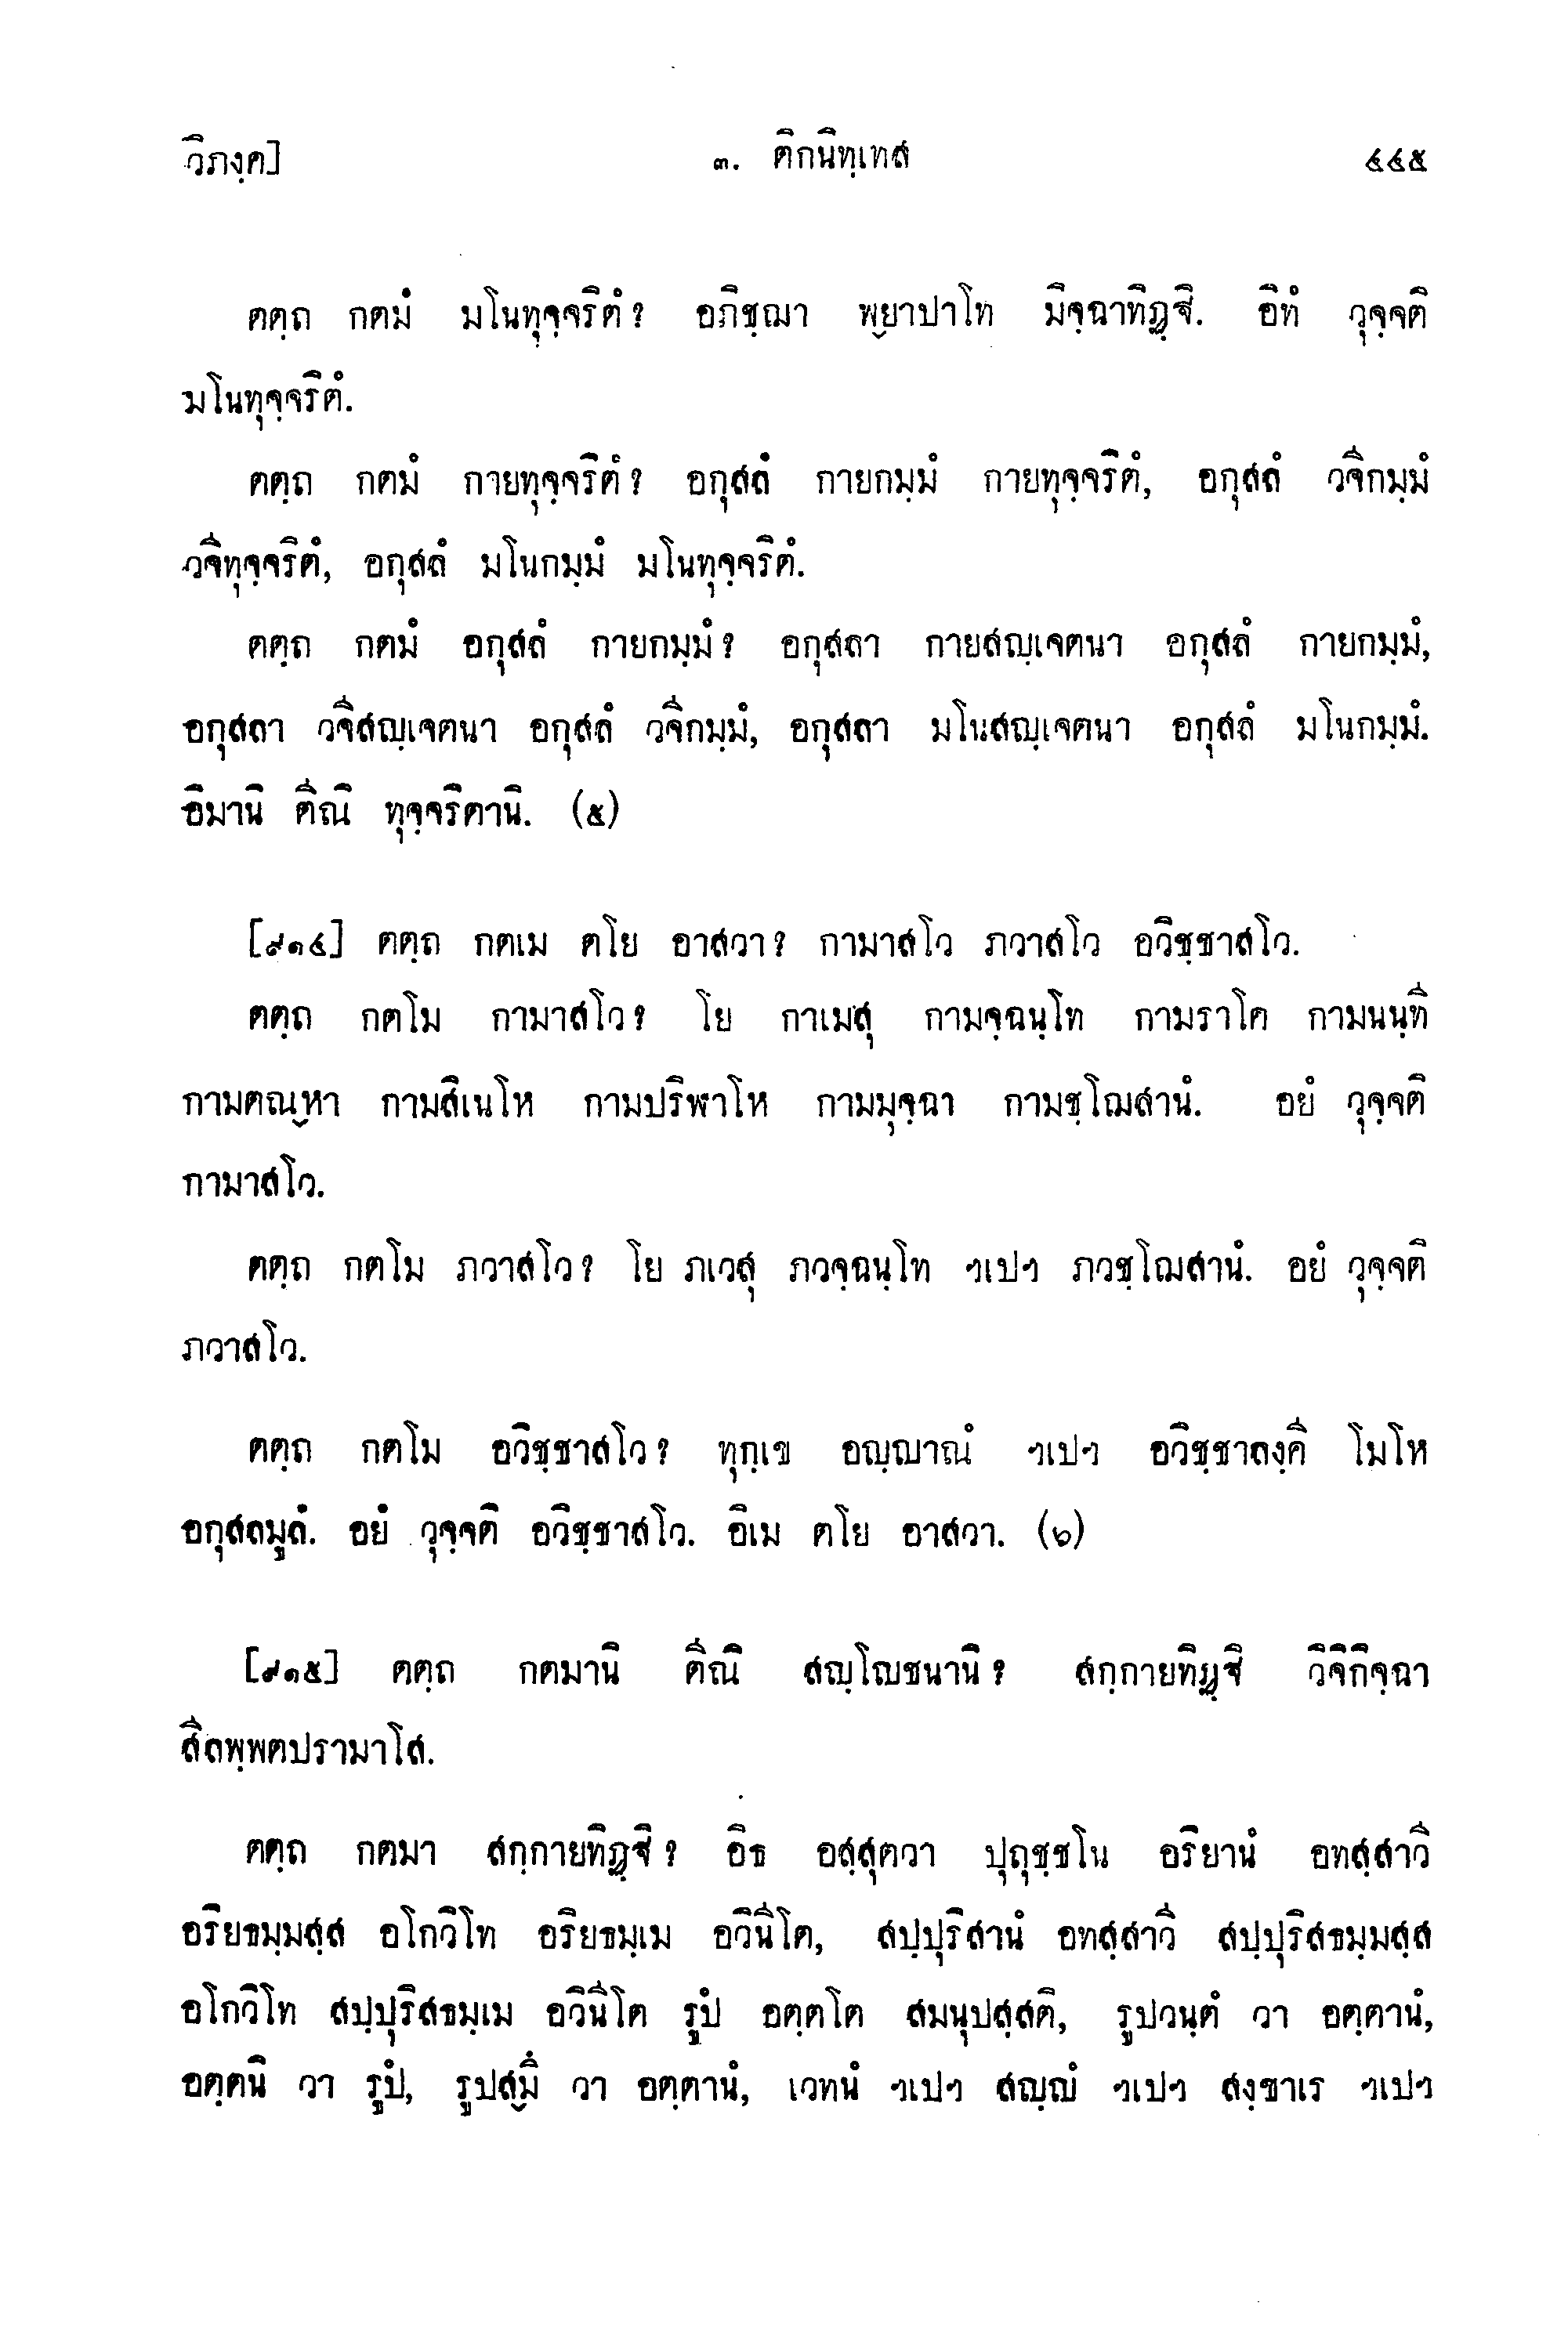 วิภงฺค] ๓. ติกนิทฺเทส ๔๔๕
ตตฺถ กตมํ มโนทุจฺจริตํ? อภิชฺฌา พฺยาปาโท มิจฺฉาทิฏฺฐิ. อิทํ วุจฺจติ
มโนทุจฺจริตํ.
ตตฺถ กตมํ กายทุจฺจริตํ? อกุสลํ กายกมฺมํ กายทุจฺจริตํ, อกุสลํ วจีกมฺมํ
วจีทุจฺจริตํ, อกุสลํ มโนกมฺมํ มโนทุจฺจริตํ.
ตตฺถ กตมํ อกุสลํ กายกมฺมํ? อกุสลา กายสญฺเจตนา อกุสลํ กายกมฺมํ,
อกุสลา วจีสญฺเจตนา อกุสลํ วจีกมฺมํ, อกุสลา มโนสญฺเจตนา อกุสลํ มโนกมฺมํ.
อิมานิ ตีณิ ทุจฺจริตานิ. (๕)
[๙๑๔] ตตฺถ กตเม ตโย อาสวา? กามาสโว ภวาสโว อวิชฺชาสโว.
ตตฺถ กตโม กามาสโว? โย กาเมสุ กามจฺฉนฺโท กามราโค กามนนฺที
กามตณฺหา กามสิเนโห กามปริฬาโห กามมุจฺฉา กามชฺโฌสานํ. อยํ วุจฺจติ
กามาสโว.
ตตฺถ กตโม ภวาสโว? โย ภเวสุ ภวจฺฉนฺโท ฯเปฯ ภวชฺโฌสานํ. อยํ วุจฺจติ
ภวาสโว.
ตตฺถ กตโม อวิชฺชาสโว? ทุกฺเข อญฺญาณํ ฯเปฯ อวิชฺชาลงฺคี โมโห
อกุสลมูลํ. อยํ วุจฺจติ อวิชฺชาสโว. อิเม ตโย อาสวา. (๖)
[๙๑๕] ตตฺถ กตมานิ ตีณิ สญฺโญชนานิ? สกฺกายทิฏฺฐิ วิจิกิจฺฉา
สีลพฺพตปรามาโส.
ตตฺถ กตมา สกฺกายทิฏฺฐิ? อิธ อสฺสุตวา ปุถุชฺชโน อริยานํ อทสฺสาวี
อริยธมฺมสฺส อโกวิโท อริยธมฺเม อวินีโต, สปฺปุริสานํ อทสฺสาวี สปฺปุริสธมฺมสฺส
อโกวิโท สปฺปุริสธมฺเม อวินีโต รูปํ อตฺตโต สมนุปสฺสติ, รูปวนฺตํ วา อตฺตานํ,
อตฺตนิ วา รูปํ, รูปสฺมึ วา อตฺตานํ, เวทนํ ฯเปฯ สญฺญํ ฯเปฯ สงฺขาเร ฯเปฯ